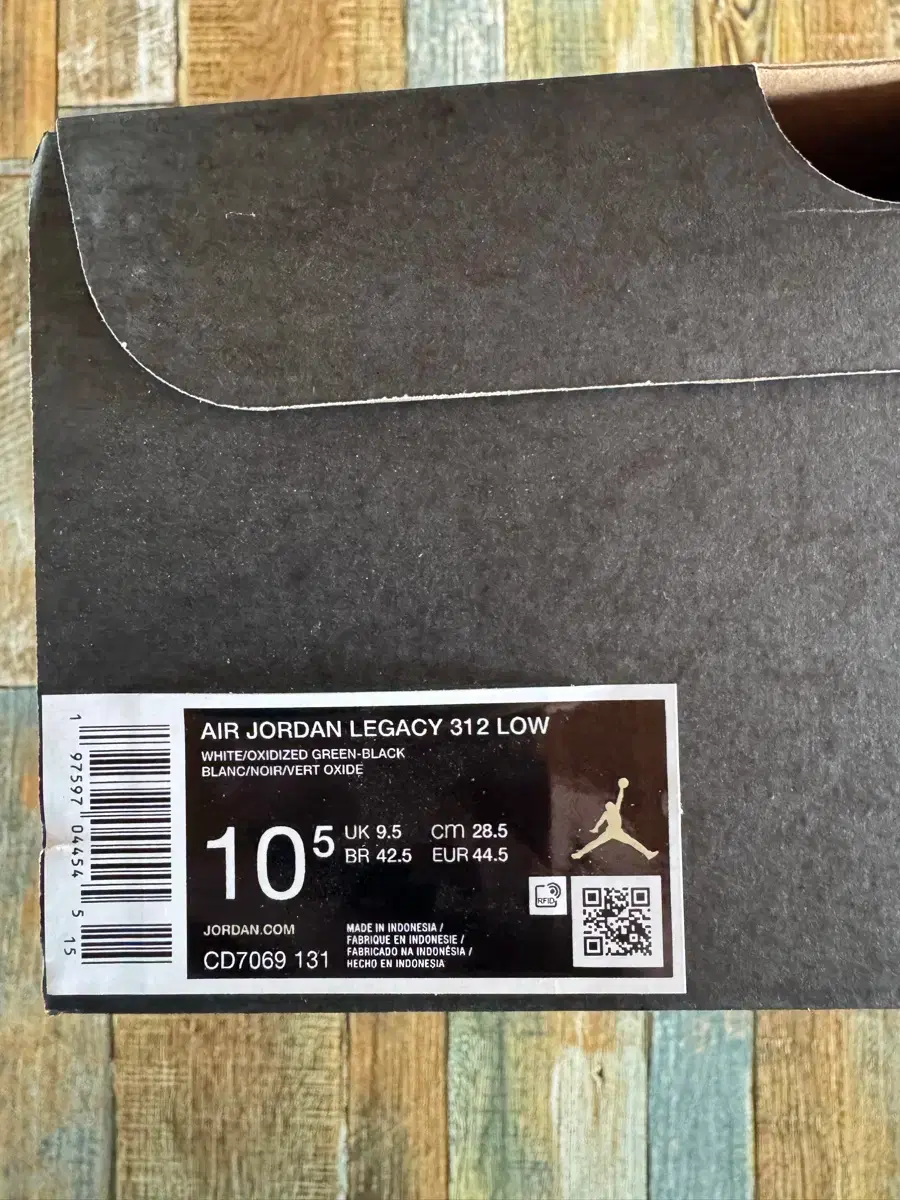 AIR JORDAN LEGACY 312 LOW
WHITE/OXIDIZED GREEN-BLACK
BLANC/NOIR/VERT OXIDE
10⁵
UK 9.5 cm 28.5
BR 42.5 EUR 44.5
RFID
JORDAN.COM
CD7069 131
MADE IN INDONESIA /
FABRIQUE EN INDONESIE /
FABRICADO NA INDONÉSIA /
HECHO EN INDONESIA
1 97597 04454 5 15